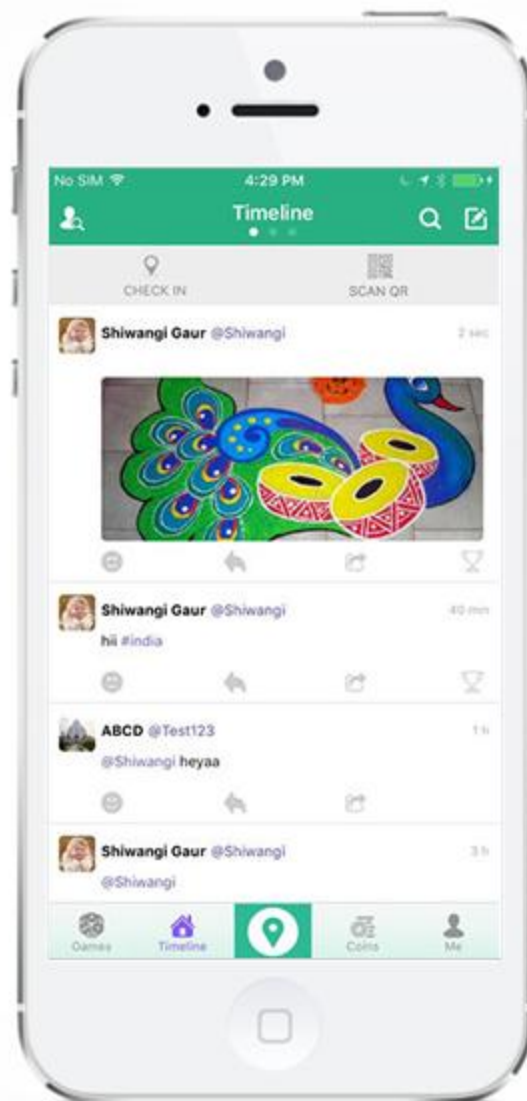 No SIM 4:29 PM
Timeline
CHECK IN SCAN QR
Shiwangi Gaur @Shiwangi 2 sec
Shiwangi Gaur @Shiwangi 40 min
hii #india
ABCD @Test123 1 h
@Shiwangi heyaa
Shiwangi Gaur @Shiwangi 3 h
@Shiwangi
Games Timeline Coins Me